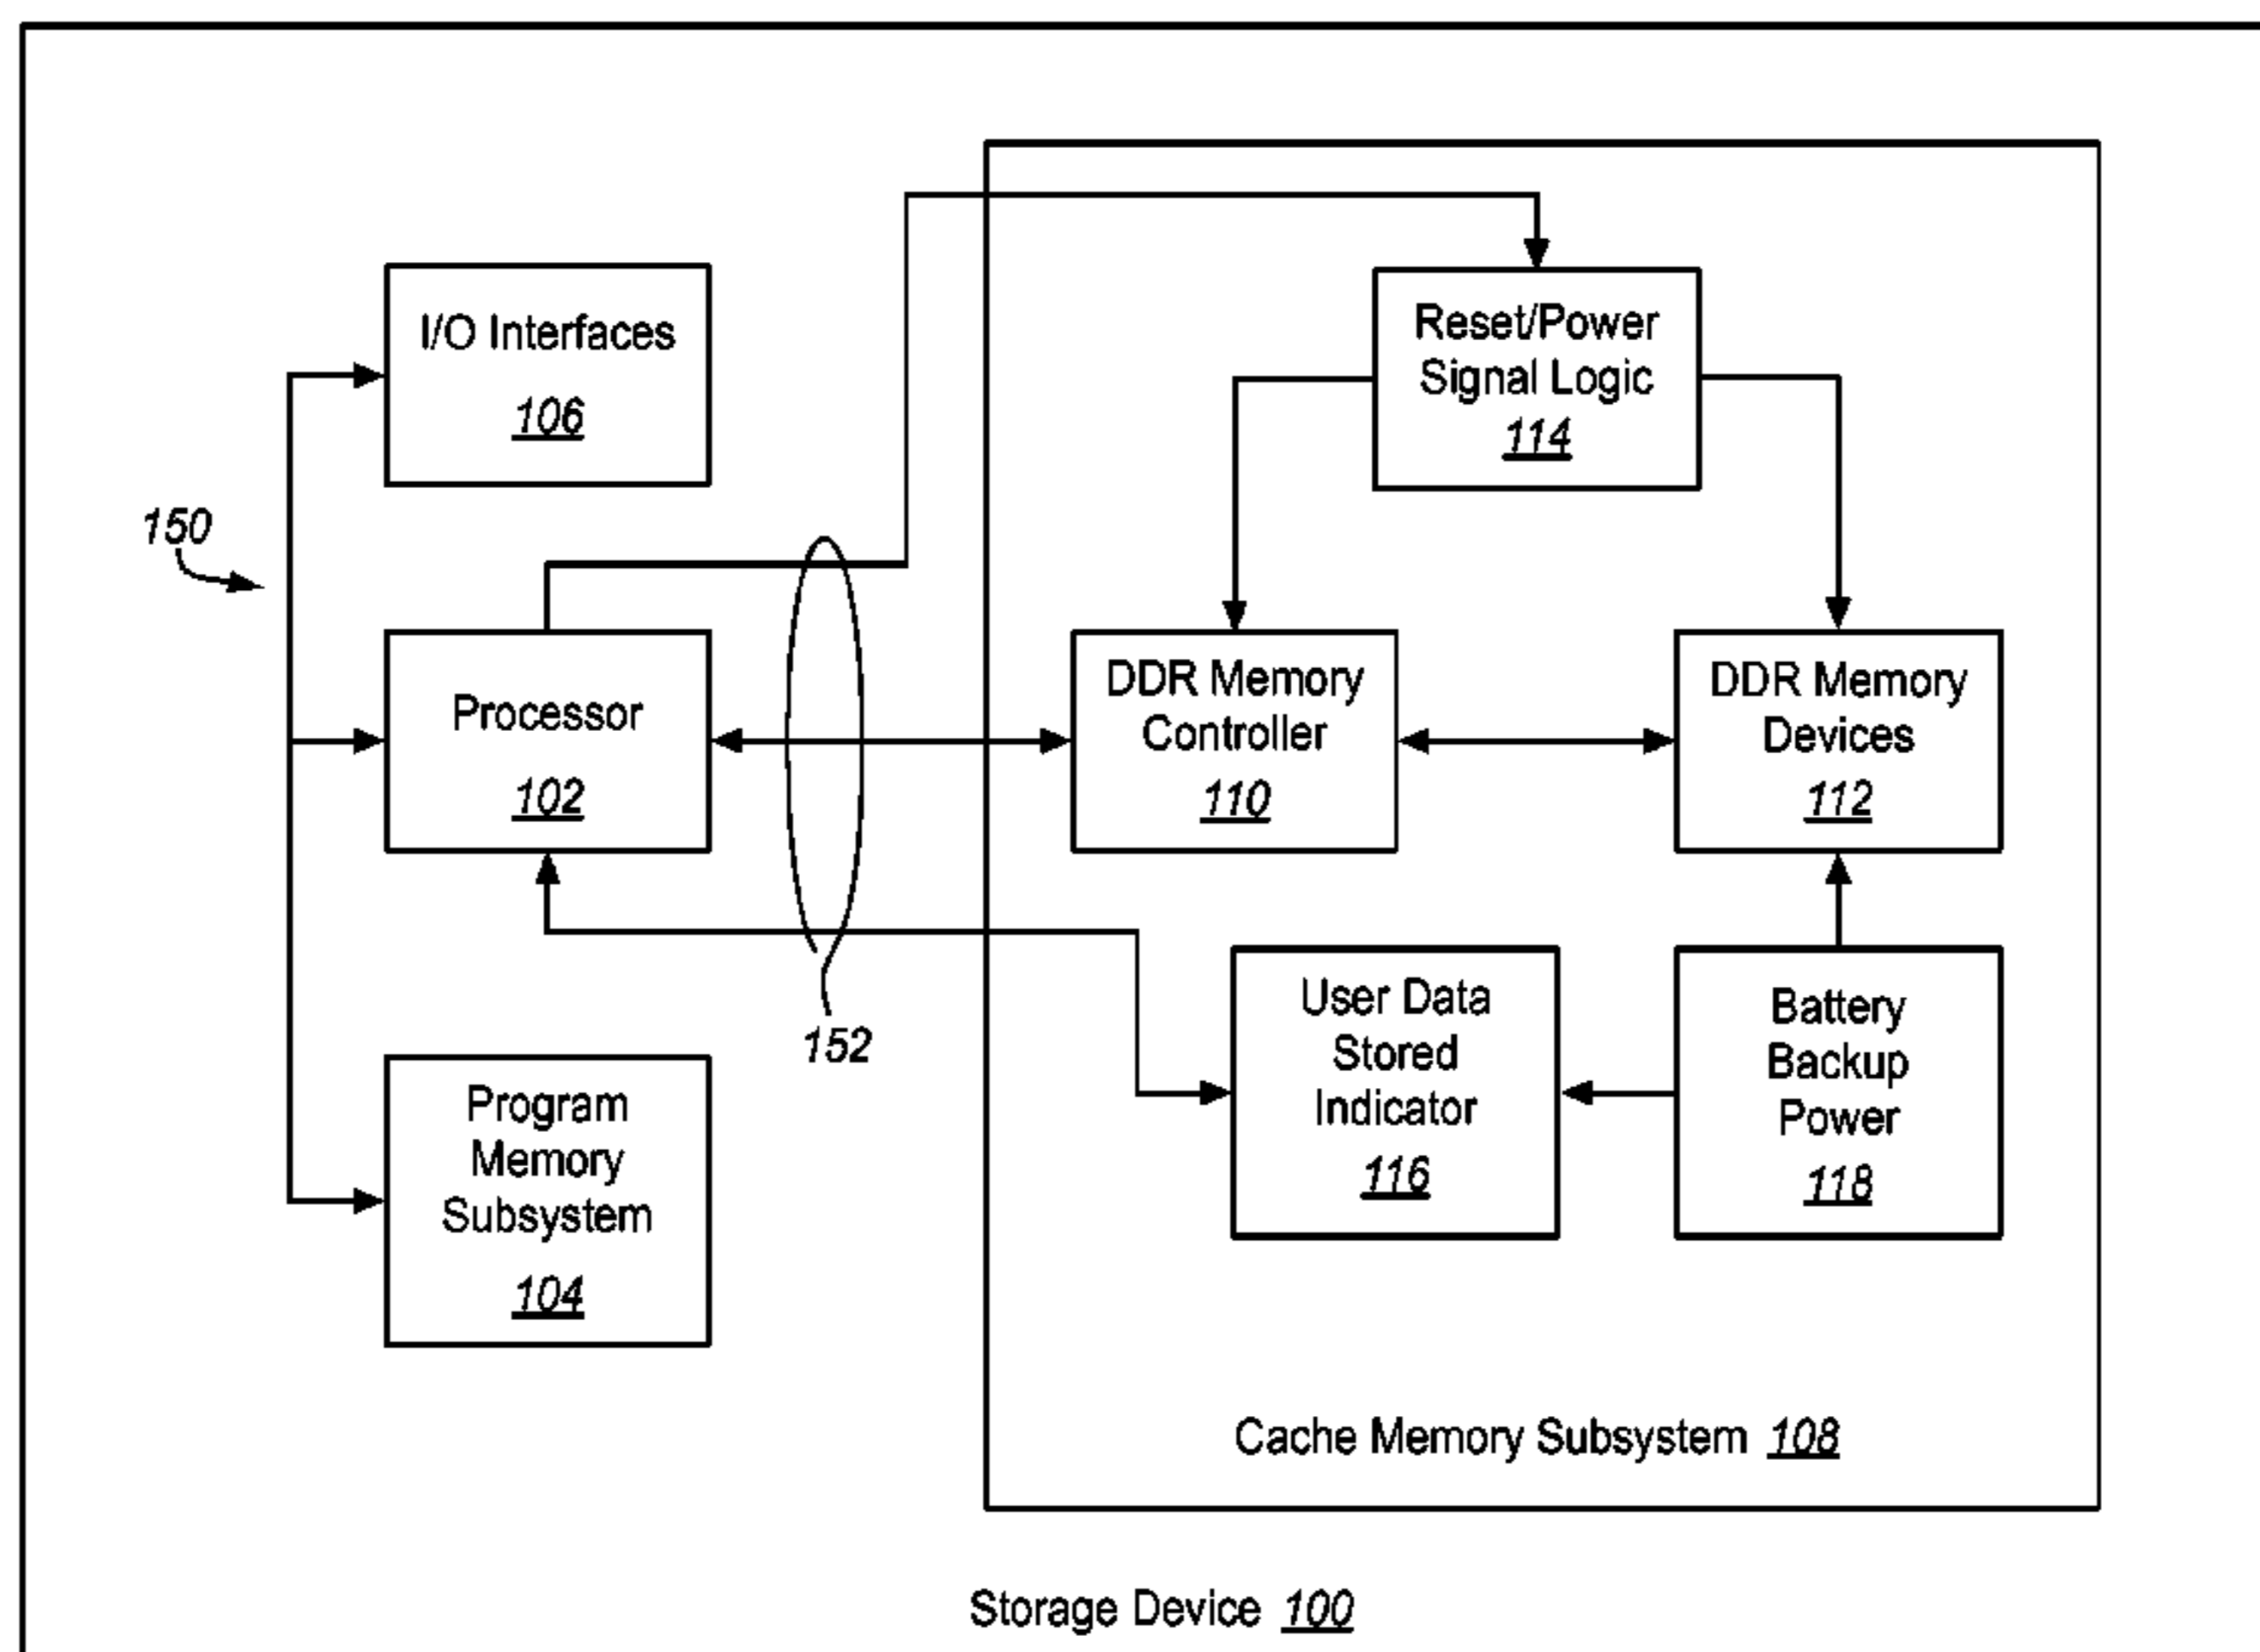 I/O Interfaces
106
Reset/Power
Signal Logic
114
150
Processor
102
DDR Memory
Controller
110
DDR Memory
Devices
112
152
Program
Memory
Subsystem
104
User Data
Stored
Indicator
116
Battery
Backup
Power
118
Cache Memory Subsystem 108
Storage Device 100